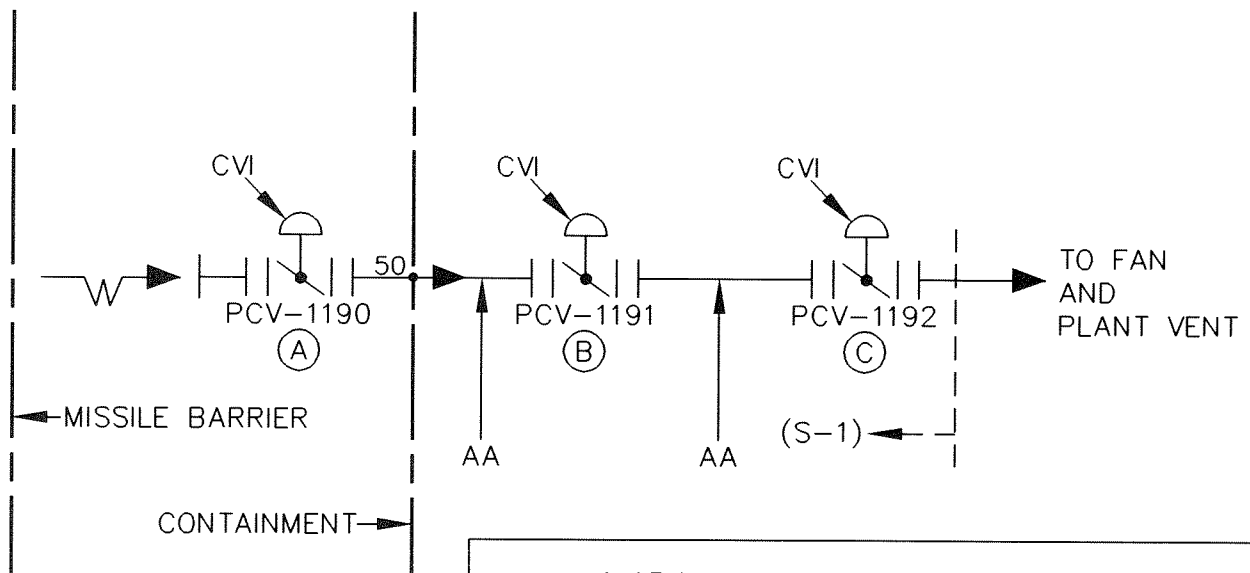 CVI
CVI
CVI
50
PCV-1190
PCV-1191
PCV-1192
A
B
C
TO FAN
AND
PLANT VENT
MISSILE BARRIER
(S-1)
AA
AA
CONTAINMENT